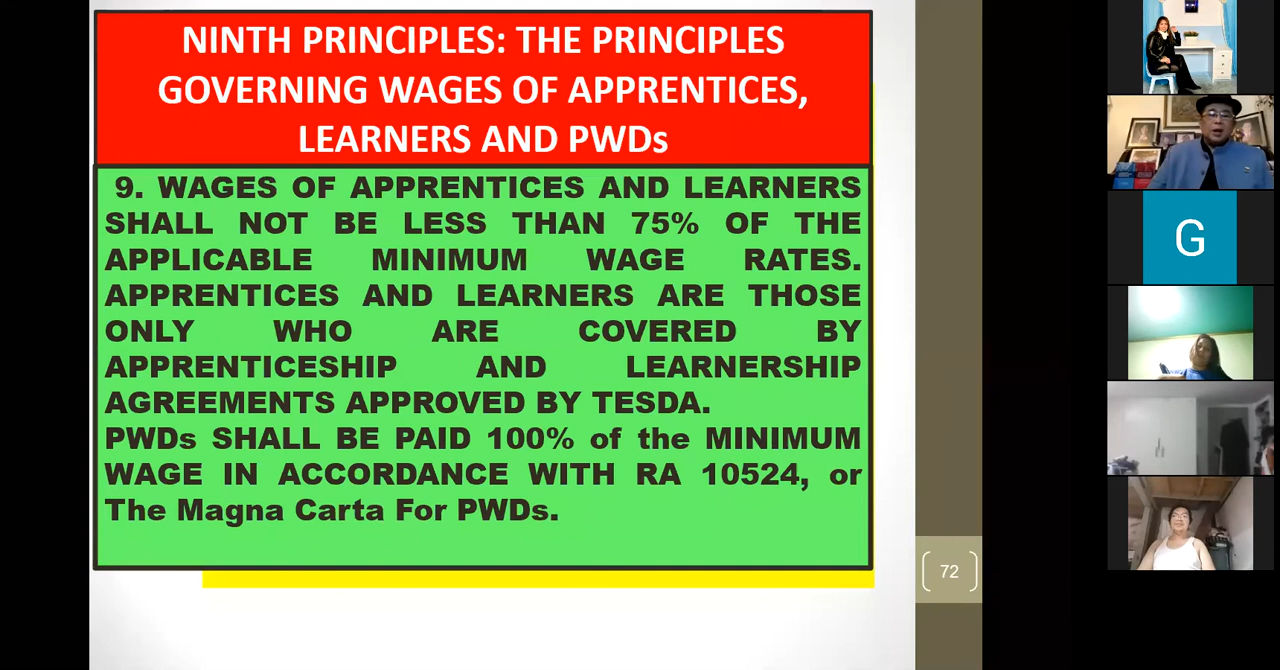 NINTH PRINCIPLES: THE PRINCIPLES
GOVERNING WAGES OF APPRENTICES,
LEARNERS AND PWDs
9. WAGES OF APPRENTICES AND LEARNERS
SHALL NOT BE LESS THAN 75% OF THE
APPLICABLE MINIMUM WAGE RATES.
APPRENTICES AND LEARNERS ARE THOSE
ONLY WHO ARE COVERED BY
APPRENTICESHIP AND LEARNERSHIP
AGREEMENTS APPROVED BY TESDA.
PWDs SHALL BE PAID 100% of the MINIMUM
WAGE IN ACCORDANCE WITH RA 10524, or
The Magna Carta For PWDs.
72
G